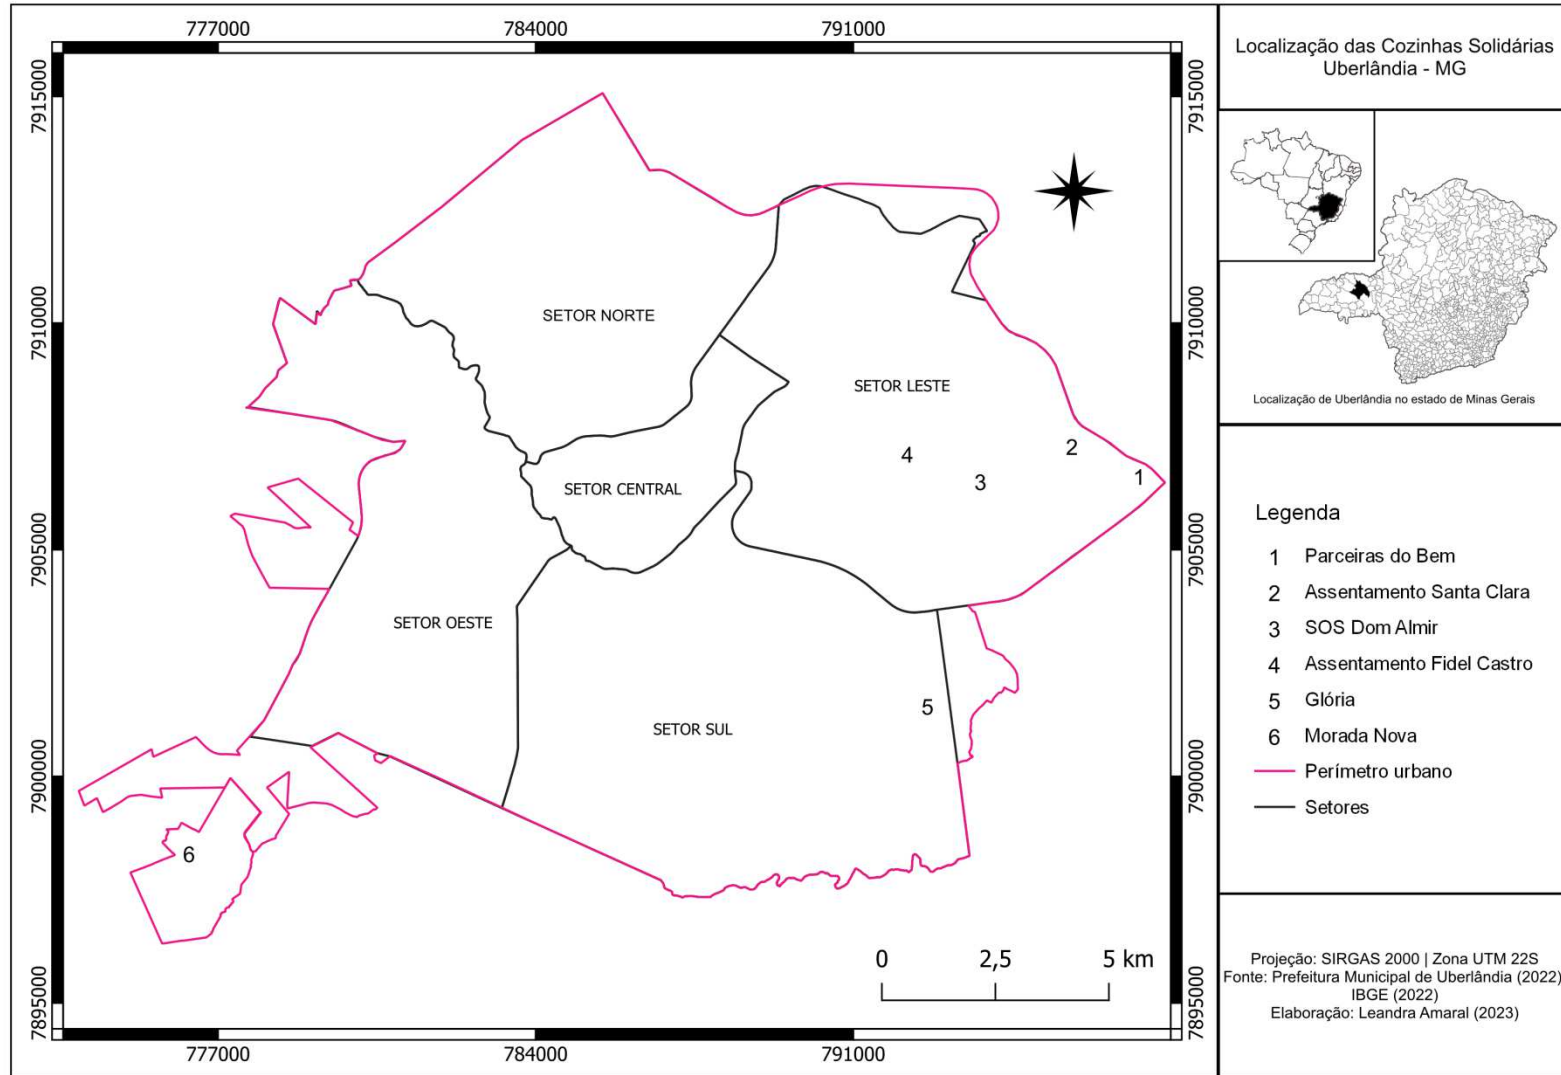 777000
784000
791000
7915000
7915000
7910000
7910000
7905000
7905000
7900000
7900000
7895000
7895000
SETOR NORTE
SETOR LESTE
SETOR CENTRAL
SETOR OESTE
SETOR SUL
4
3
2
1
5
6
0
2,5
5 km
777000
784000
791000
Localização das Cozinhas Solidárias
Uberlândia - MG
Localização de Uberlândia no estado de Minas Gerais
Legenda
1 Parceiras do Bem
2 Assentamento Santa Clara
3 SOS Dom Almir
4 Assentamento Fidel Castro
5 Glória
6 Morada Nova
Perímetro urbano
Setores
Projeção: SIRGAS 2000 | Zona UTM 22S
Fonte: Prefeitura Municipal de Uberlândia (2022)
IBGE (2022)
Elaboração: Leandra Amaral (2023)